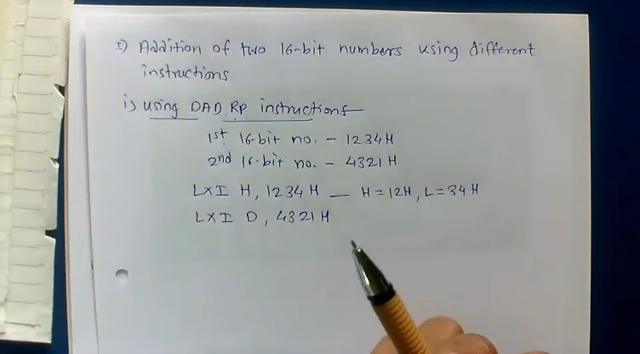 I) Addition of two 16-bit numbers using different
instructions
i) using DAD RP instructions
1st 16-bit no. - 1234H
2nd 16-bit no. - 4321H
LXI H, 1234H — H=12H, L=34H
LXI D, 4321H